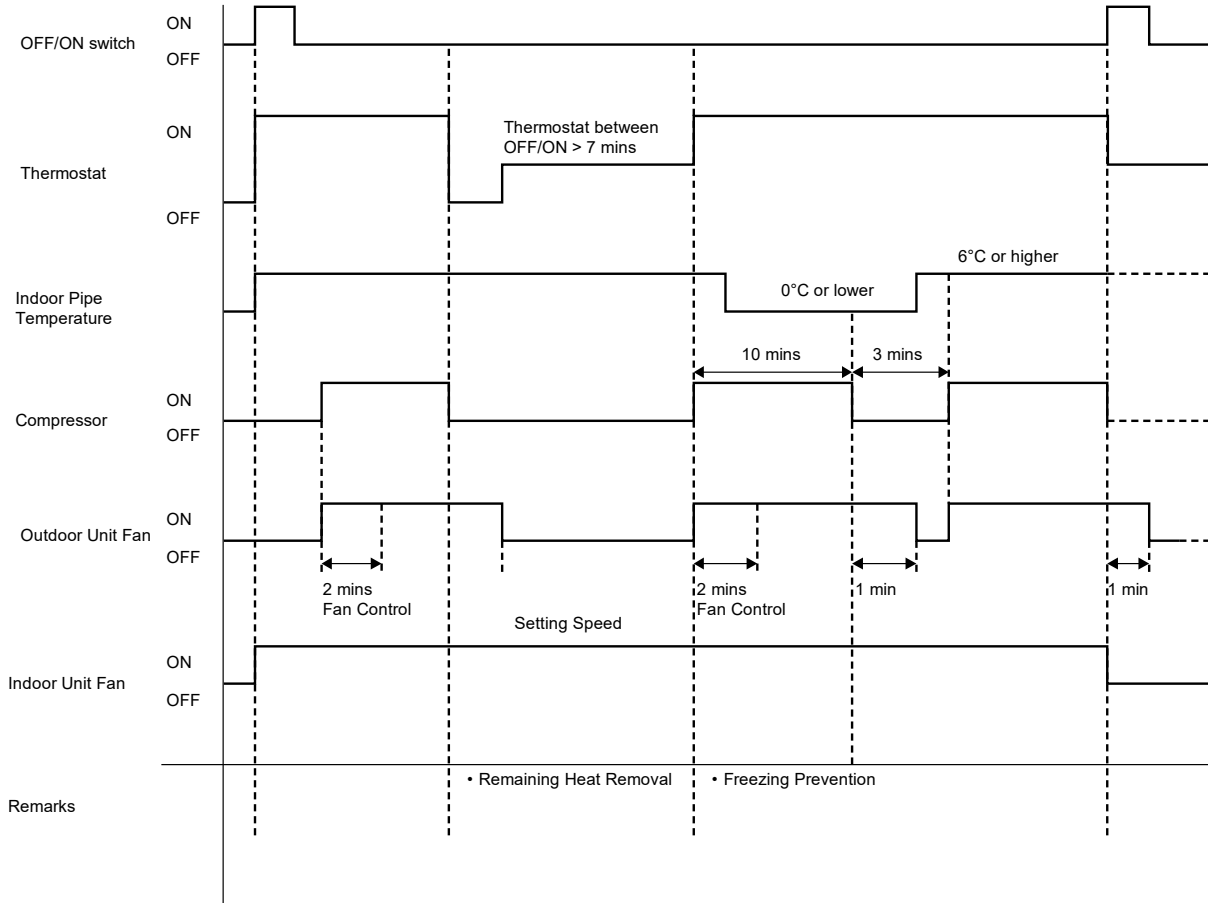 OFF/ON switch
ON
OFF
Thermostat
ON
OFF
Thermostat between
OFF/ON > 7 mins
Indoor Pipe
Temperature
0°C or lower
6°C or higher
10 mins
3 mins
Compressor
ON
OFF
Outdoor Unit Fan
ON
OFF
2 mins
Fan Control
2 mins
Fan Control
1 min
1 min
Setting Speed
Indoor Unit Fan
ON
OFF
Remarks
• Remaining Heat Removal
• Freezing Prevention